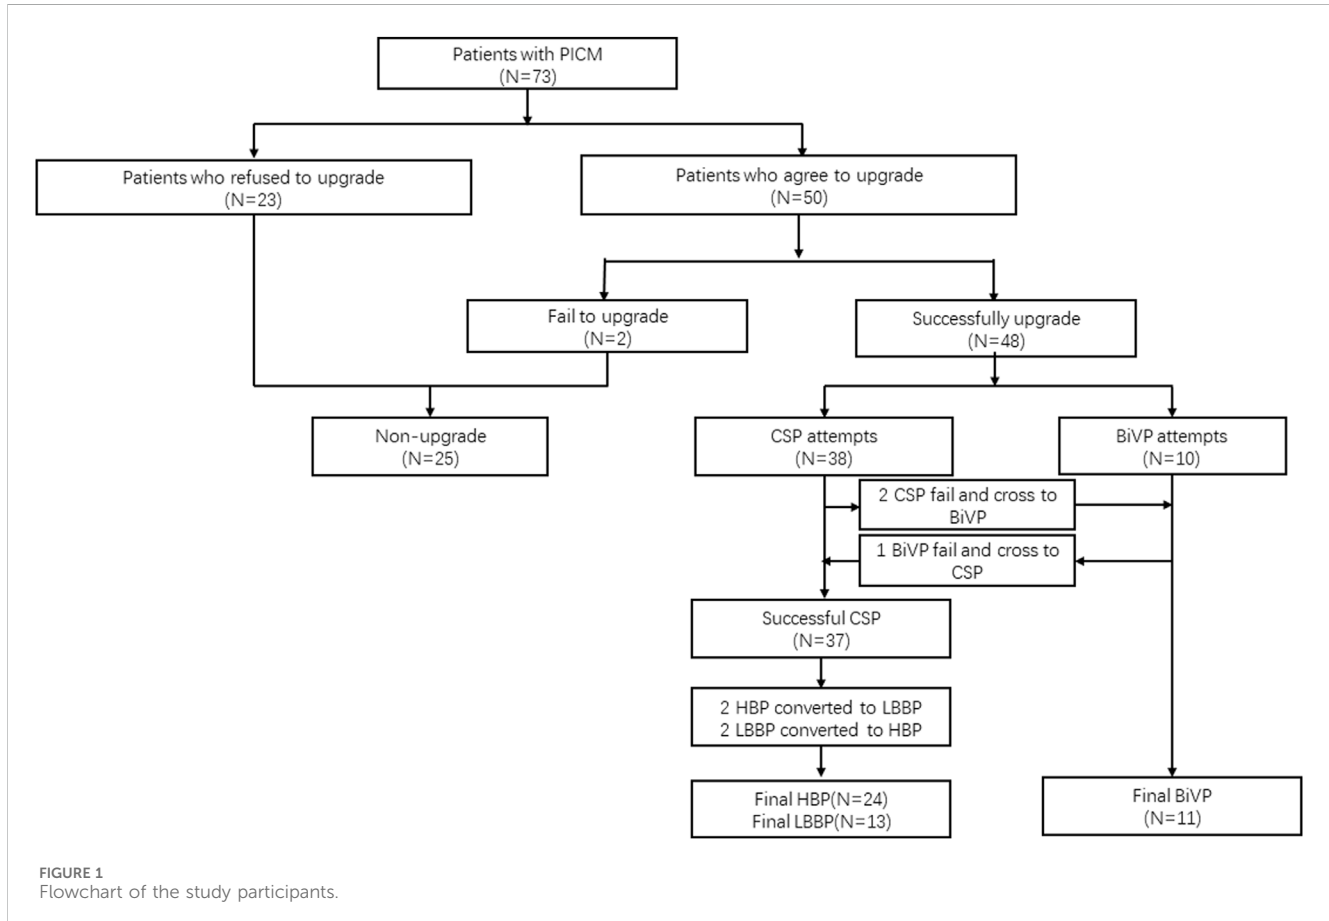 Patients with PICM
(N=73)
Patients who refused to upgrade
(N=23)
Patients who agree to upgrade
(N=50)
Fail to upgrade
(N=2)
Successfully upgrade
(N=48)
Non-upgrade
(N=25)
CSP attempts
(N=38)
BiVP attempts
(N=10)
2 CSP fail and cross to
BiVP
1 BiVP fail and cross to
CSP
Successful CSP
(N=37)
2 HBP converted to LBBP
2 LBBP converted to HBP
Final HBP(N=24)
Final LBBP(N=13)
Final BiVP
(N=11)
FIGURE 1
Flowchart of the study participants.